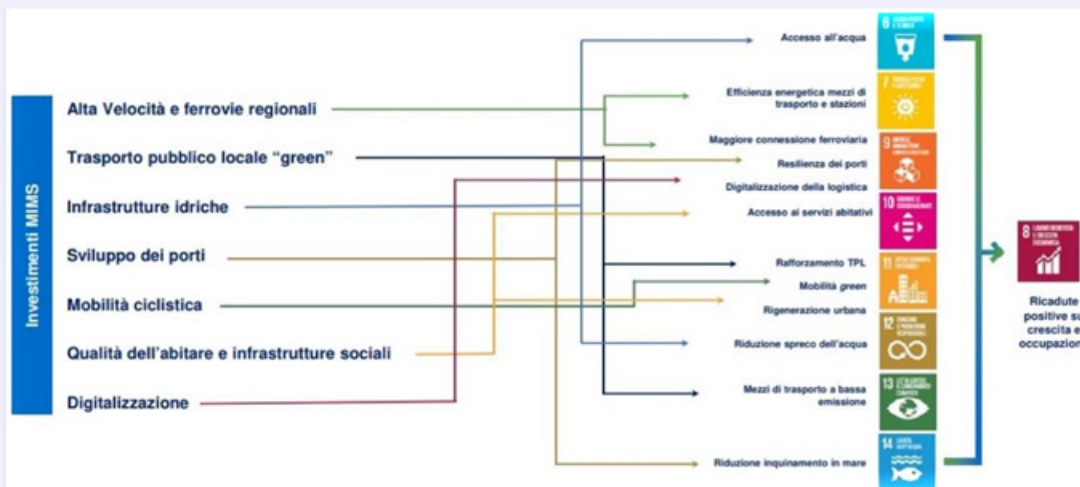 Investimenti MIMS
Alta Velocità e ferrovie regionali
Trasporto pubblico locale “green”
Infrastrutture idriche
Sviluppo dei porti
Mobilità ciclistica
Qualità dell’abitare e infrastrutture sociali
Digitalizzazione
Accesso all’acqua
Efficienza energetica mezzi di
trasporto e stazioni
Maggiore connessione ferroviaria
Resilienza dei porti
Digitalizzazione della logistica
Accesso ai servizi abitativi
Rafforzamento TPL
Mobilità green
Rigenerazione urbana
Riduzione spreco dell’acqua
Mezzi di trasporto a bassa
emissione
Riduzione inquinamento in mare
6
7
9
10
11
12
13
14
8
Ricadute
positive su
crescita e